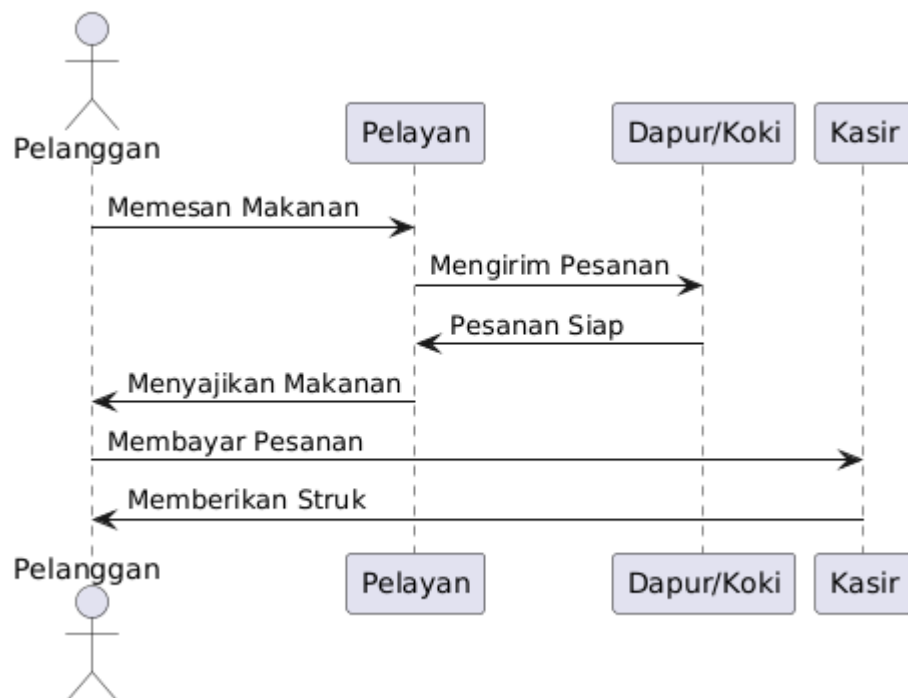 Pelanggan
Pelayan
Dapur/Koki
Kasir
Memesan Makanan
Mengirim Pesanan
Pesanan Siap
Menyajikan Makanan
Membayar Pesanan
Memberikan Struk
Pelanggan
Pelayan
Dapur/Koki
Kasir